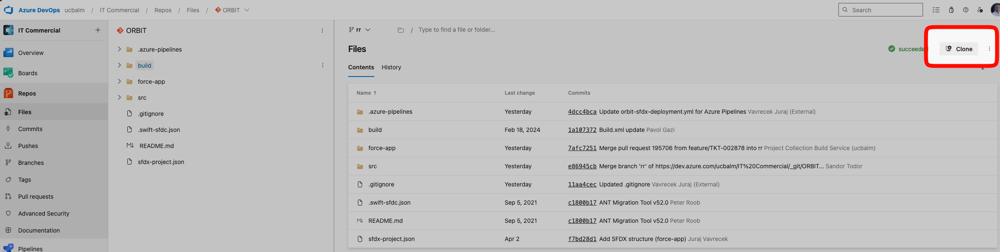 Azure DevOps ucbalm / IT Commercial / Repos / Files / ORBIT
Search
IT Commercial
Overview
Boards
Repos
Files
Commits
Pushes
Branches
Tags
Pull requests
Advanced Security
Documentation
Pipelines
ORBIT
.azure-pipelines
build
force-app
src
.gitignore
.swift-sfdc.json
README.md
sfdx-project.json
rr / Type to find a file or folder...
Files
succeeded
Clone
Contents History
Name ↑ Last change Commits
.azure-pipelines Yesterday 4dcc4bca Update orbit-sfdx-deployment.yml for Azure Pipelines Vavrecek Juraj (External)
build Feb 18, 2024 1a107372 Build.xml update Pavol Gazi
force-app Yesterday 7afc7251 Merge pull request 195706 from feature/TKT-002878 into rr Project Collection Build Service (ucbalm)
src Yesterday e86945cb Merge branch 'rr' of https://dev.azure.com/ucbalm/IT%20Commercial/_git/ORBIT... Sandor Todor
.gitignore Yesterday 11aa4cec Updated .gitignore Vavrecek Juraj (External)
.swift-sfdc.json Sep 5, 2021 c1800b17 ANT Migration Tool v52.0 Peter Roob
README.md Sep 5, 2021 c1800b17 ANT Migration Tool v52.0 Peter Roob
sfdx-project.json Apr 2 f7bd28d1 Add SFDX structure (force-app) Juraj Vavrecek